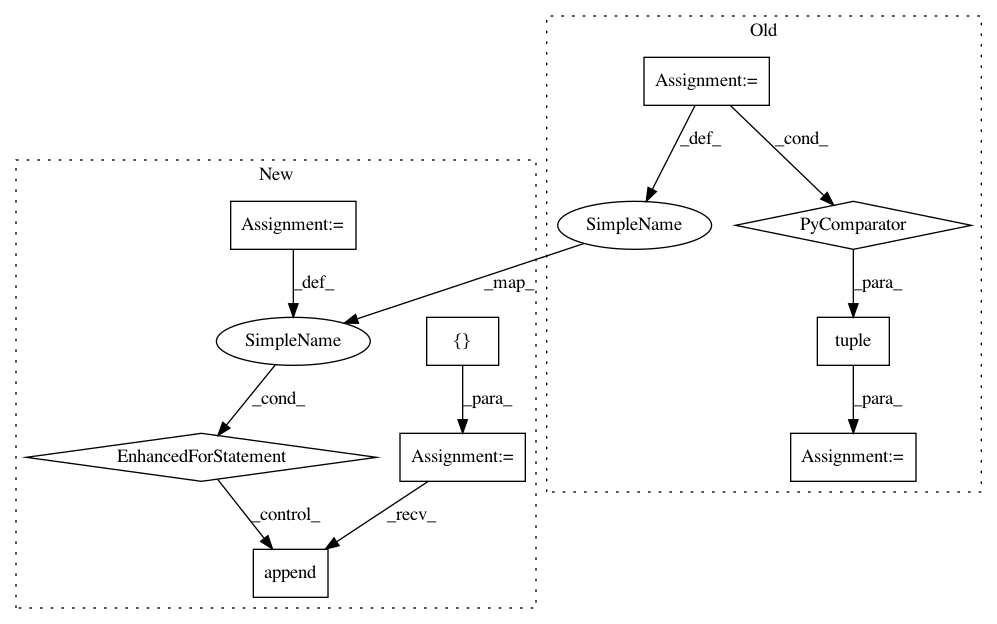 Old
Assignment:=
_def_
_cond_
New
Assignment:=
SimpleName
PyComparator
_def_
_map_
_para_
SimpleName
{}
tuple
_cond_
_para_
_para_
EnhancedForStatement
Assignment:=
Assignment:=
_control_
_recv_
append